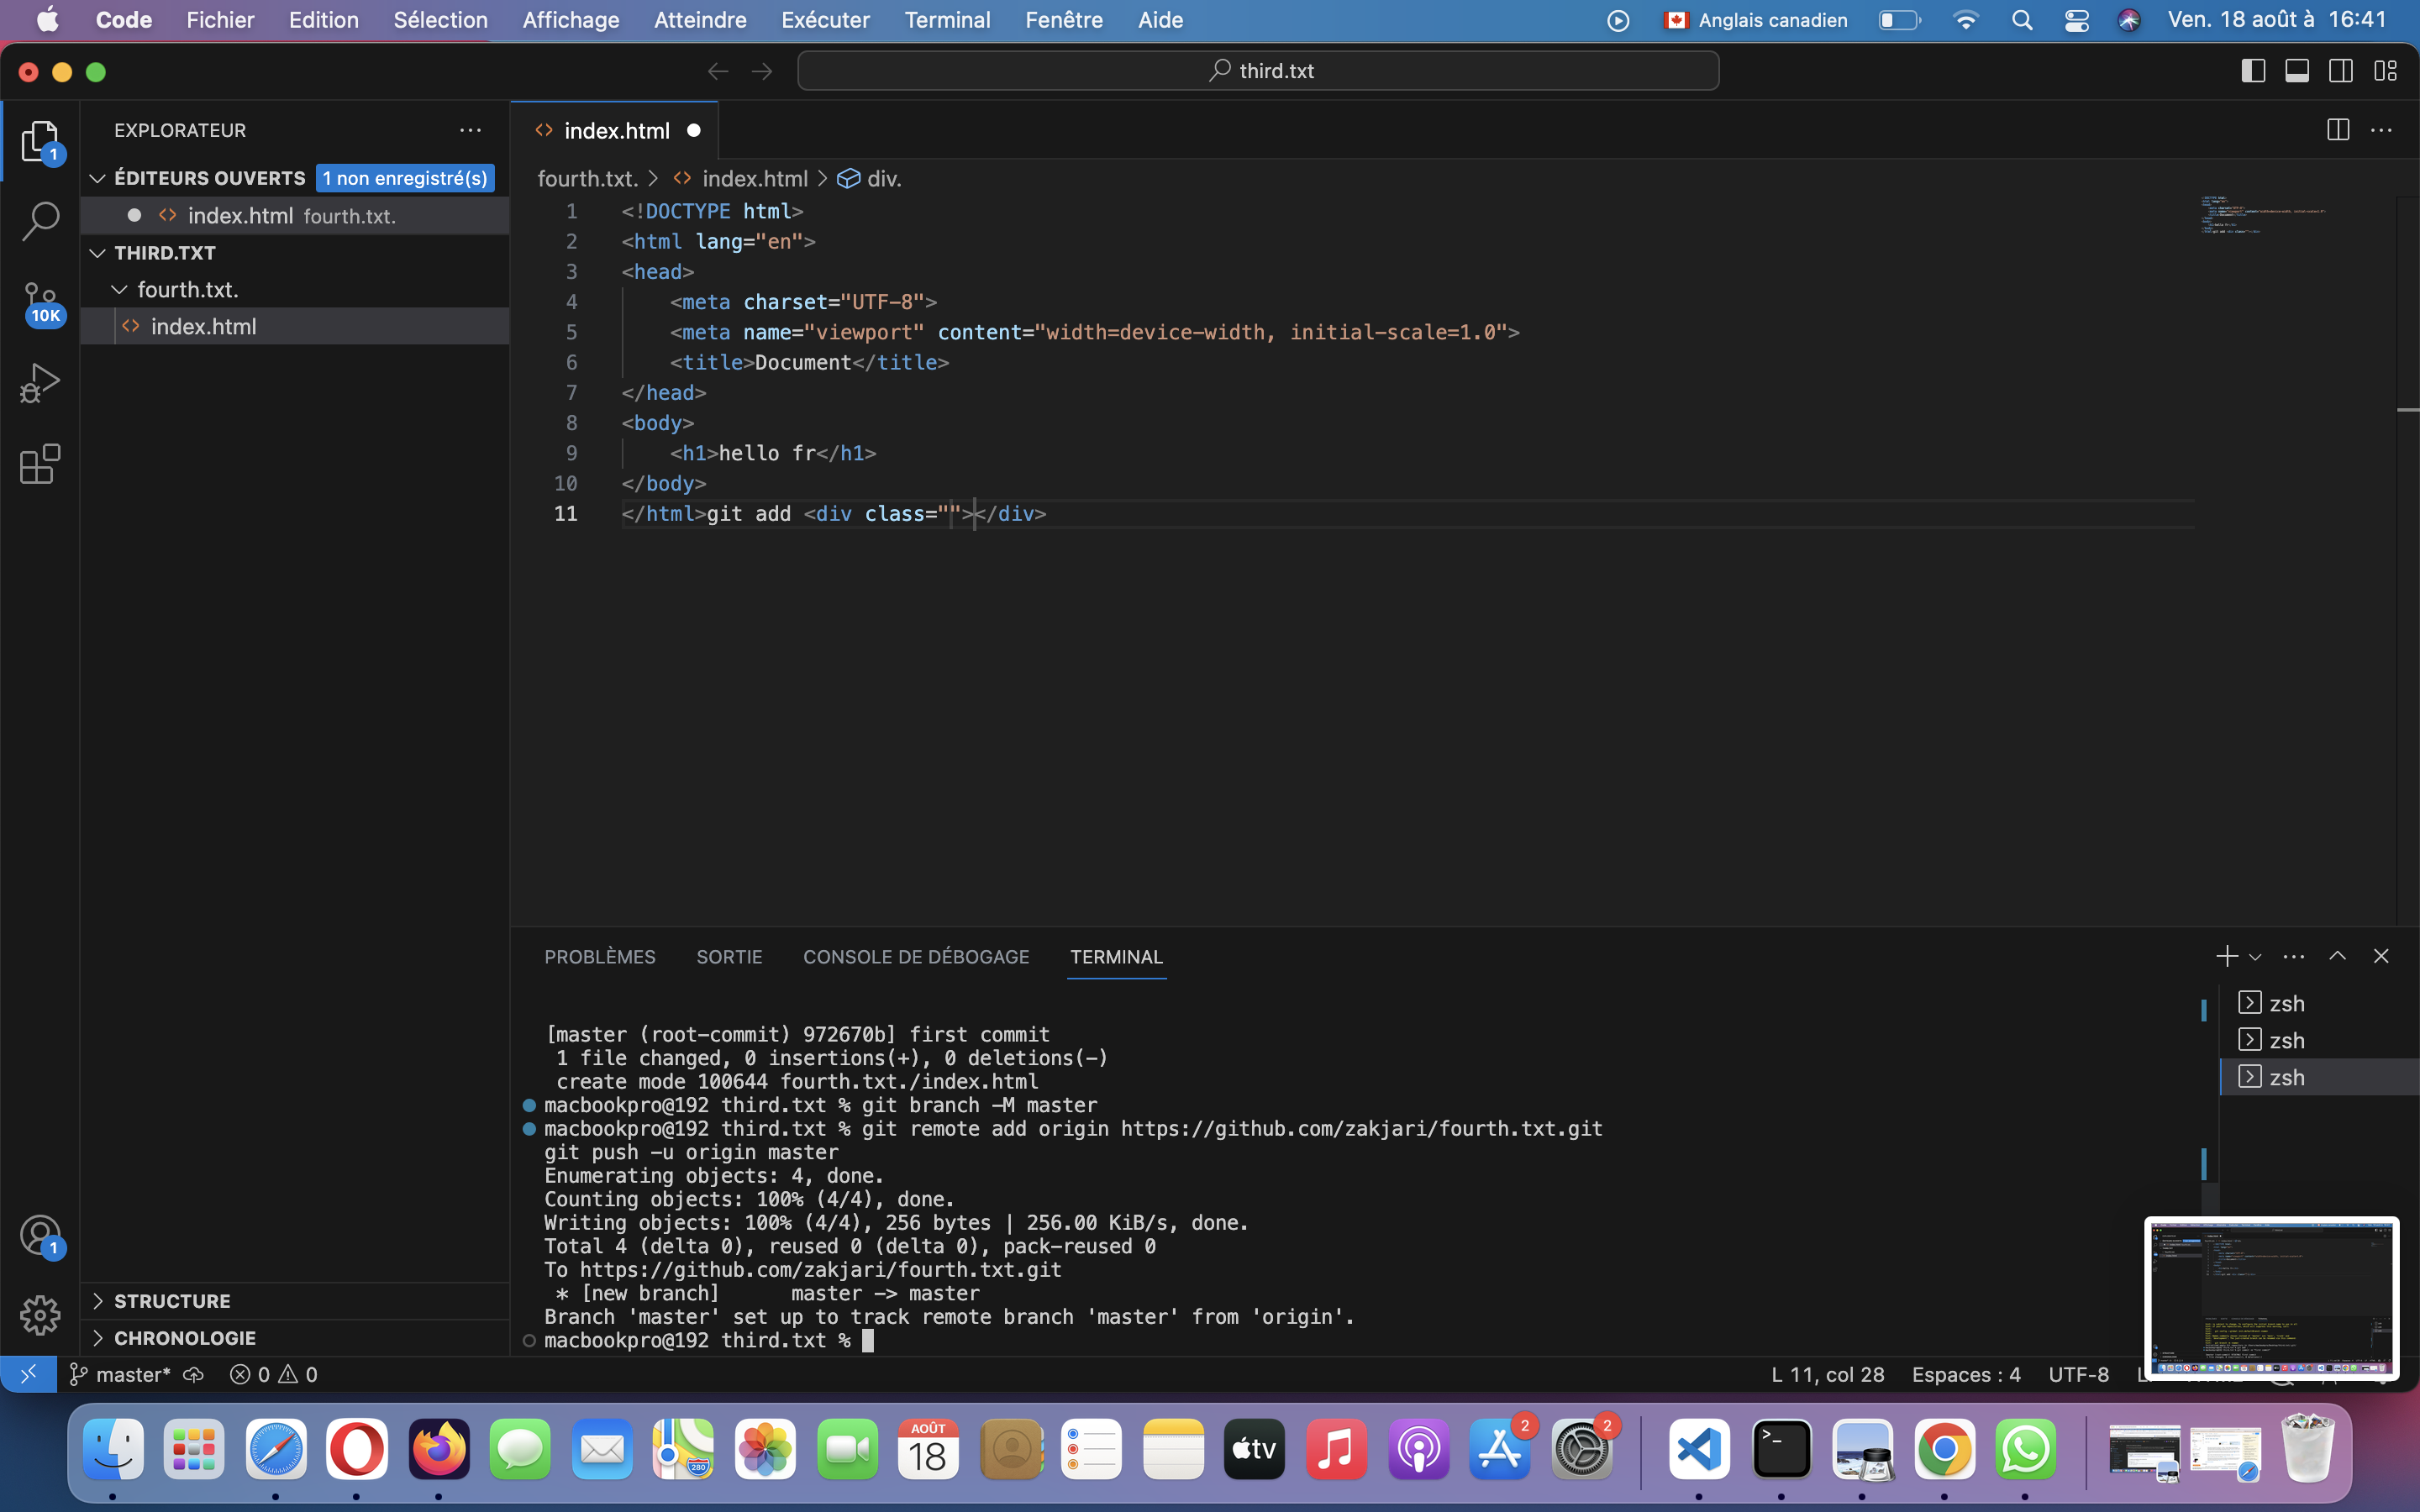 Code Fichier Edition Sélection Affichage Atteindre Exécuter Terminal Fenêtre Aide Anglais canadien Ven. 18 août à 16:41
third.txt
EXPLORATEUR
ÉDITEURS OUVERTS 1 non enregistré(s)
index.html fourth.txt.
THIRD.TXT
fourth.txt.
index.html
1
10K
index.html
fourth.txt. > index.html > div.
1 <!DOCTYPE html>
2 <html lang="en">
3 <head>
4 <meta charset="UTF-8">
5 <meta name="viewport" content="width=device-width, initial-scale=1.0">
6 <title>Document</title>
7 </head>
8 <body>
9 <h1>hello fr</h1>
10 </body>
11 </html>git add <div class=""></div>
PROBLÈMES SORTIE CONSOLE DE DÉBOGAGE TERMINAL
zsh
zsh
zsh
[master (root-commit) 972670b] first commit
1 file changed, 0 insertions(+), 0 deletions(-)
create mode 100644 fourth.txt./index.html
macbookpro@192 third.txt % git branch -M master
macbookpro@192 third.txt % git remote add origin https://github.com/zakjari/fourth.txt.git
git push -u origin master
Enumerating objects: 4, done.
Counting objects: 100% (4/4), done.
Writing objects: 100% (4/4), 256 bytes | 256.00 KiB/s, done.
Total 4 (delta 0), reused 0 (delta 0), pack-reused 0
To https://github.com/zakjari/fourth.txt.git
* [new branch] master -> master
Branch 'master' set up to track remote branch 'master' from 'origin'.
macbookpro@192 third.txt %
1
STRUCTURE
CHRONOLOGIE
master* 0 0 L 11, col 28 Espaces : 4 UTF-8
280
AOÛT
18
tv
2
2